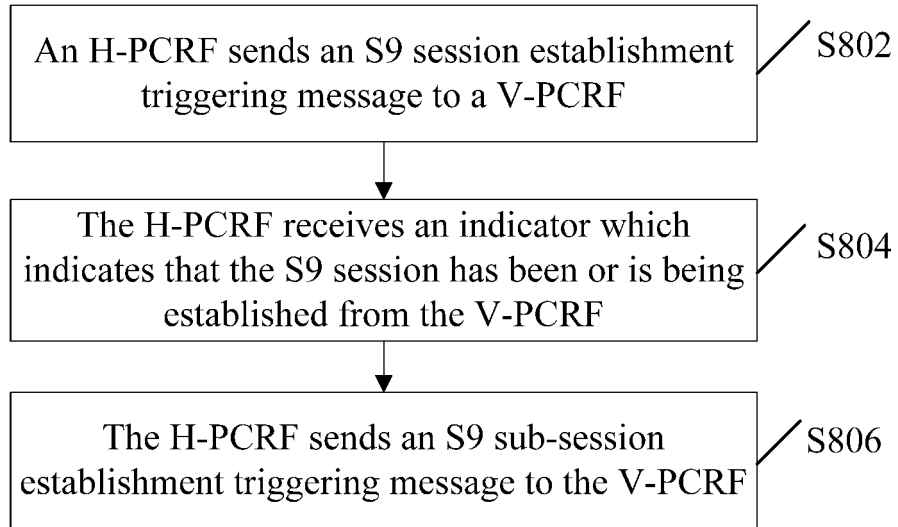 An H-PCRF sends an S9 session establishment
triggering message to a V-PCRF
S802
The H-PCRF receives an indicator which
indicates that the S9 session has been or is being
established from the V-PCRF
S804
The H-PCRF sends an S9 sub-session
establishment triggering message to the V-PCRF
S806